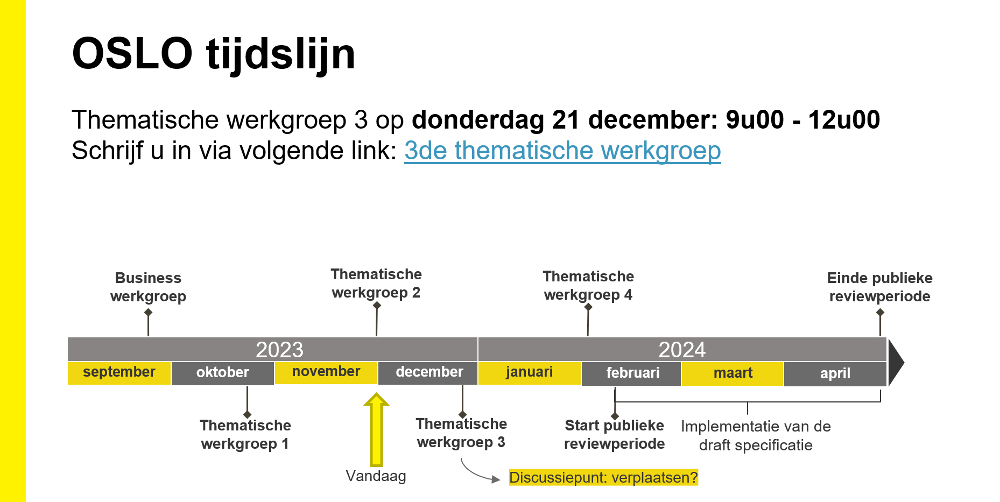 OSLO tijdslijn
Thematische werkgroep 3 op donderdag 21 december: 9u00 - 12u00
Schrijf u in via volgende link: 3de thematische werkgroep
Business
werkgroep
Thematische
werkgroep 2
Thematische
werkgroep 4
Einde publieke
reviewperiode
2023
2024
september
oktober
november
december
januari
februari
maart
april
Thematische
werkgroep 1
Vandaag
Thematische
werkgroep 3
Start publieke
reviewperiode
Implementatie van de
draft specificatie
Discussiepunt: verplaatsen?